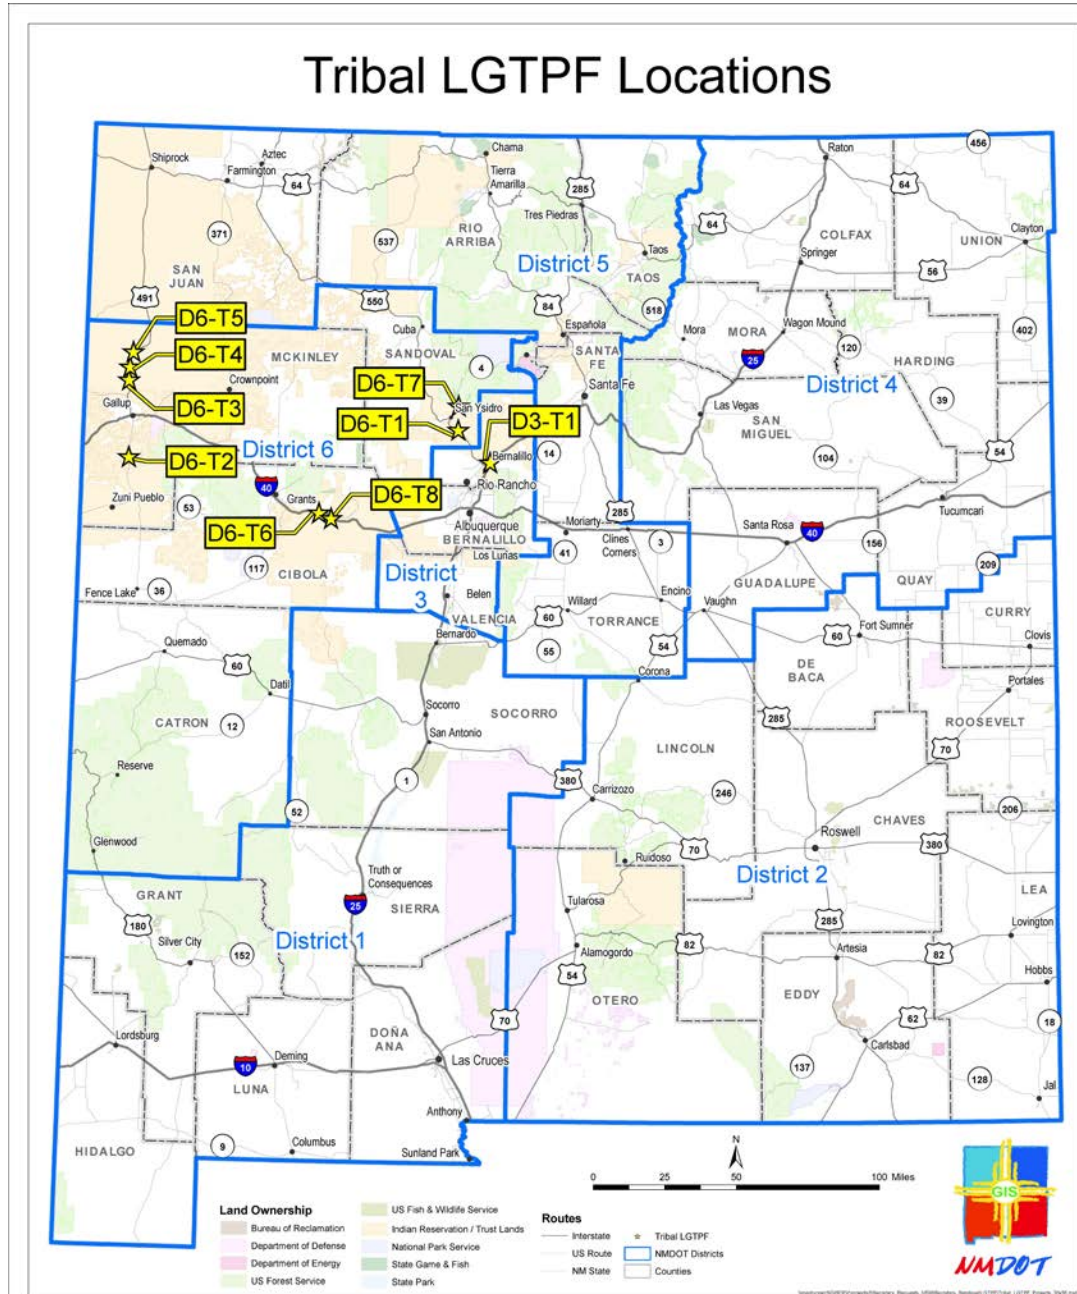 Tribal LGTPF Locations
456
Raton
Chama
Aztec
Shiprock
Farmington
64
Tierra
Amarilla
285
64
Tres Piedras
Clayton
371
537
RIO
ARRIBA
64
COLFAX
UNION
Taos
Springer
SAN
JUAN
District 5
TAOS
56
491
550
84
518
D6-T5
Cuba
Española
Mora
MORA
Wagon Mound
402
D6-T4
MCKINLEY
SANDOVAL
SANTA
FE
120
25
HARDING
4
Crownpoint
D6-T7
Santa Fe
District 4
D6-T3
Gallup
San Ysidro
D3-T1
Las Vegas
39
D6-T1
SAN
MIGUEL
District 6
14
54
D6-T2
Bernalillo
104
40
Rio Rancho
Zuni Pueblo
53
Grants
D6-T8
Tucumcari
D6-T6
Albuquerque
BERNALILLO
Moriarty
285
Santa Rosa
40
Clines
Corners
3
156
41
Los Lunas
117
209
CIBOLA
District
3
GUADALUPE
QUAY
Fence Lake
36
Belen
Willard
Encino
Vaughn
CURRY
VALENCIA
60
TORRANCE
Fort Sumner
Bernardo
60
Clovis
Quemado
55
54
60
Corona
DE
BACA
Datil
Portales
Socorro
SOCORRO
285
CATRON
12
ROOSEVELT
San Antonio
LINCOLN
70
Reserve
1
380
246
Carrizozo
52
206
Roswell
CHAVES
Glenwood
70
380
Ruidoso
Truth or
Consequences
District 2
GRANT
LEA
25
SIERRA
Tularosa
180
285
Lovington
Silver City
District 1
82
Artesia
152
Alamogordo
82
54
Hobbs
EDDY
OTERO
62
70
18
Lordsburg
DOÑA
ANA
Carlsbad
10
Deming
Las Cruces
137
128
LUNA
Jal
Anthony
9
Columbus
HIDALGO
Sunland Park
N
0
25
50
100 Miles
Land Ownership
Bureau of Reclamation
Department of Defense
Department of Energy
US Forest Service
US Fish & Wildlife Service
Indian Reservation / Trust Lands
National Park Service
State Game & Fish
State Park
Routes
Interstate
US Route
NM State
Tribal LGTPF
NMDOT Districts
Counties
GIS
NMDOT